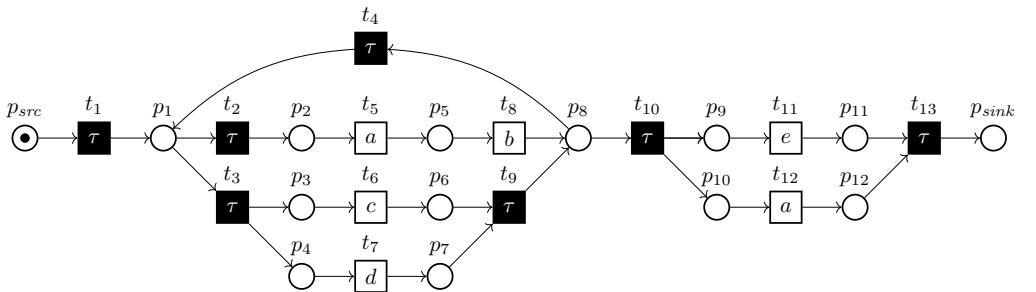 t4
τ
psrc t1 p1 t2 p2 t5 p5 t8 p8 t10 p9 t11 p11 t13 psink
τ τ a b τ e τ
t3 p3 t6 p6 t9 p10 t12 p12
τ c τ a
p4 t7 p7
d